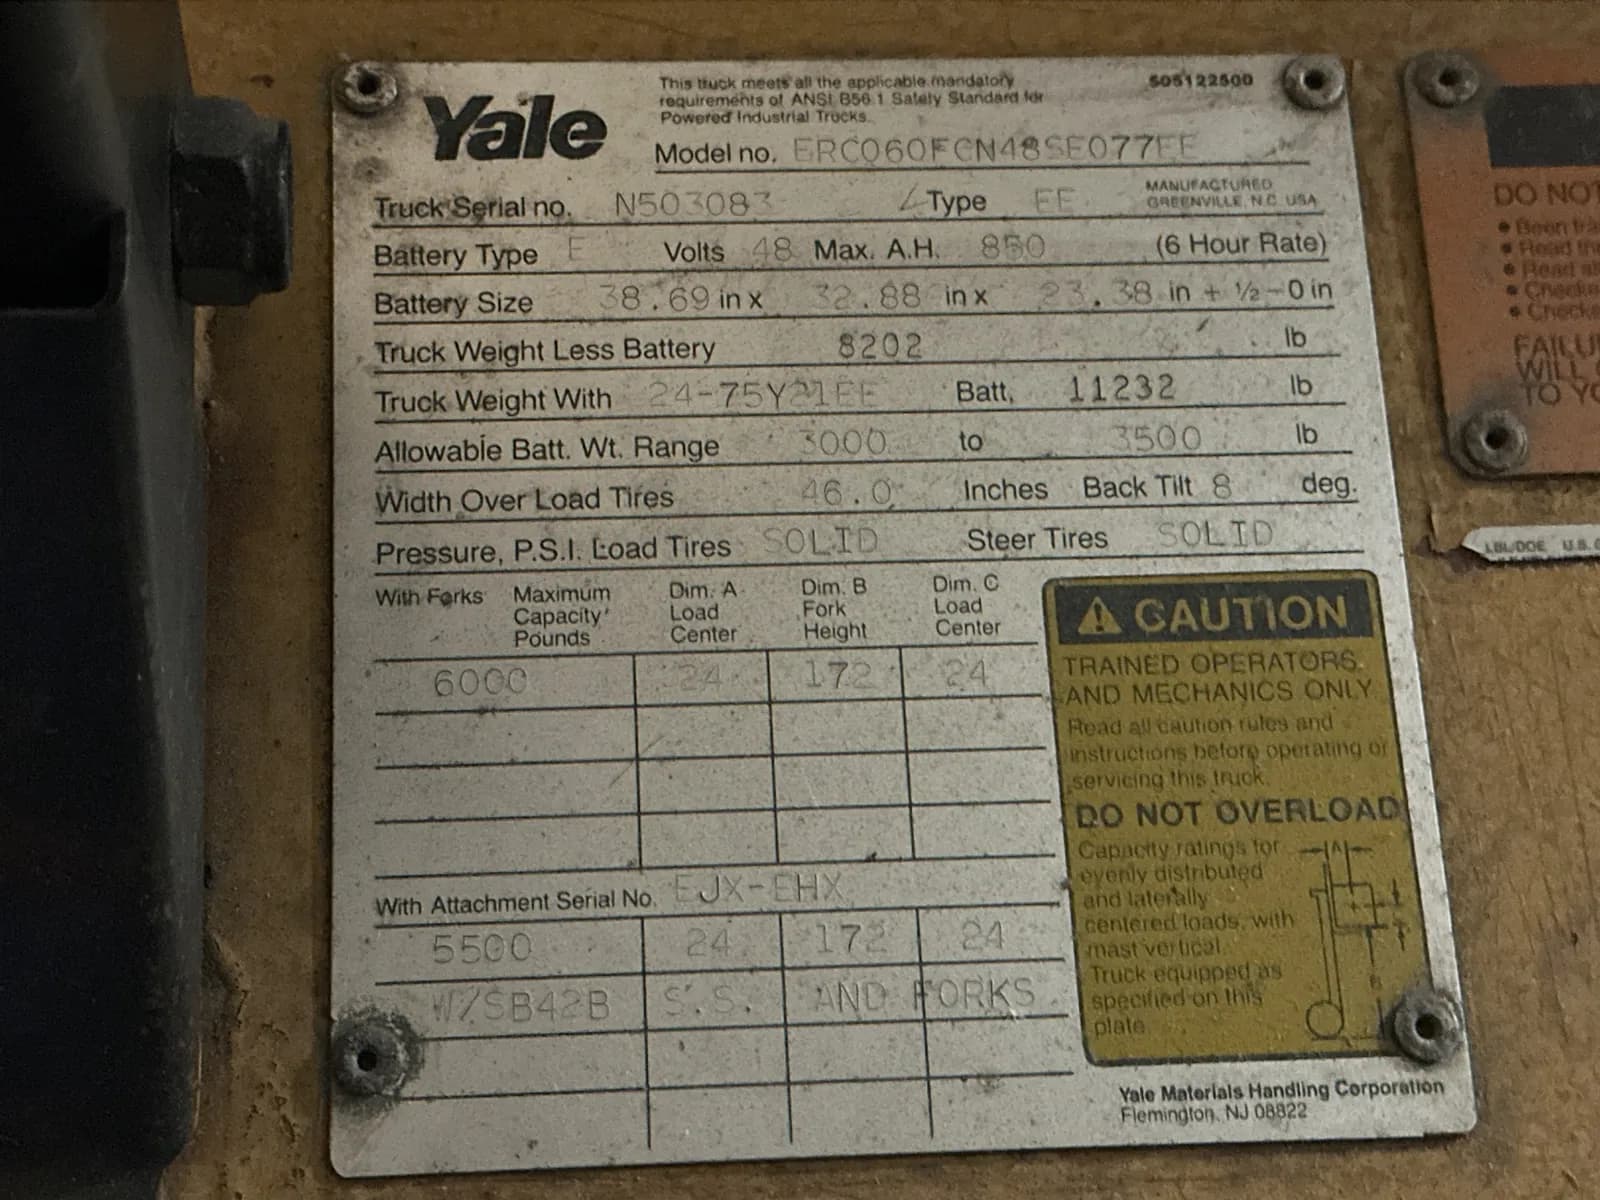 Yale
This truck meets all the applicable mandatory
requirements of ANSI B56.1 Safety Standard for
Powered Industrial Trucks.
505122500
Model no. ERC060FCN48SE077EE
Truck Serial no. N503083 Type EE
MANUFACTURED
GREENVILLE, N.C. USA
Battery Type E Volts 48 Max. A.H. 850 (6 Hour Rate)
Battery Size 38.69 in x 32.88 in x 23.38 in + ½ - 0 in
Truck Weight Less Battery 8202 lb
Truck Weight With 24-75Y21EE Batt. 11232 lb
Allowable Batt. Wt. Range 3000 to 3500 lb
Width Over Load Tires 46.0 Inches Back Tilt 8 deg.
Pressure, P.S.I. Load Tires SOLID Steer Tires SOLID
With Forks Maximum Capacity Pounds Dim. A Load Center Dim. B Fork Height Dim. C Load Center
6000 24 172 24
With Attachment Serial No. EJX-EHX
5500 24 172 24
W/SB42B S.S. AND FORKS
CAUTION
TRAINED OPERATORS
AND MECHANICS ONLY
Read all caution rules and
instructions before operating or
servicing this truck.
DO NOT OVERLOAD
Capacity ratings for
evenly distributed
and laterally
centered loads, with
mast vertical.
Truck equipped as
specified on this
plate
A
B
Yale Materials Handling Corporation
Flemington, NJ 08822
DO NOT
• Been
• Read
• Read
• 
• 
WILL
TO